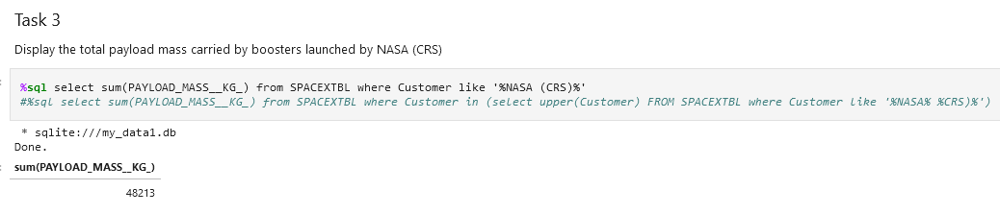 Task 3
Display the total payload mass carried by boosters launched by NASA (CRS)
%sql select sum(PAYLOAD_MASS__KG_) from SPACEXTBL where Customer like '%NASA (CRS)%'
#%sql select sum(PAYLOAD_MASS__KG_) from SPACEXTBL where Customer in (select upper(Customer) FROM SPACEXTBL where Customer like '%NASA% %CRS)%')
* sqlite:///my_data1.db
Done.
sum(PAYLOAD_MASS__KG_)
48213